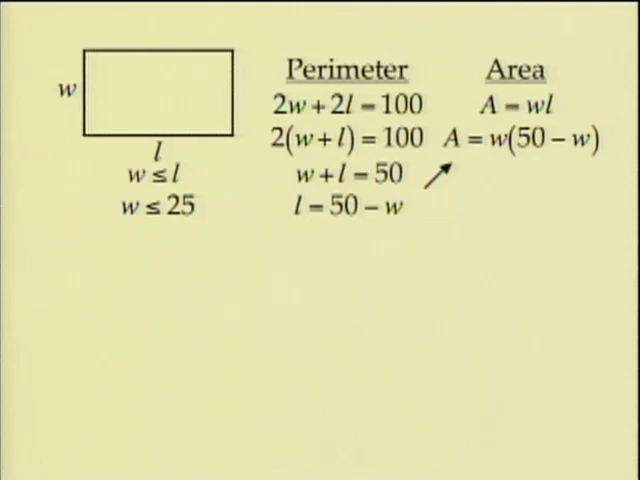 w
l
w ≤ l
w ≤ 25
Perimeter
2w + 2l = 100
2(w + l) = 100
w + l = 50
l = 50 − w
Area
A = wl
A = w(50 − w)